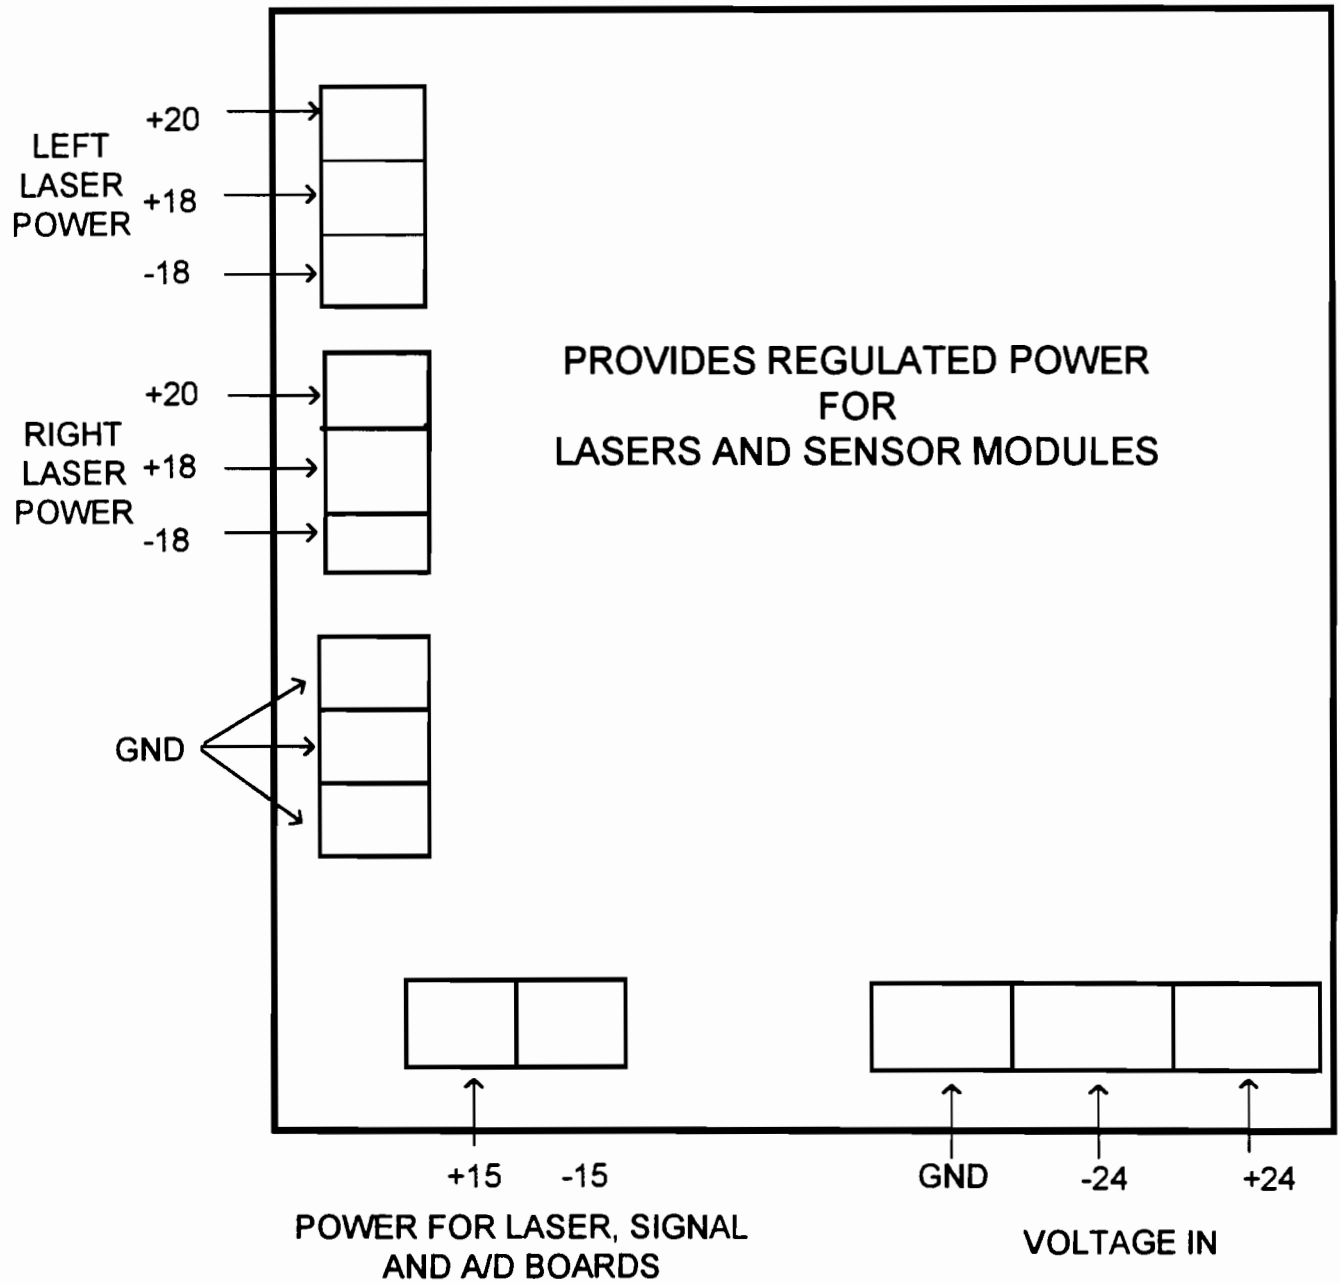 +20
LEFT
LASER
+18
POWER
-18
PROVIDES REGULATED POWER
FOR
LASERS AND SENSOR MODULES
+20
RIGHT
LASER
+18
POWER
-18
GND
+15
-15
GND
-24
+24
POWER FOR LASER, SIGNAL
AND A/D BOARDS
VOLTAGE IN